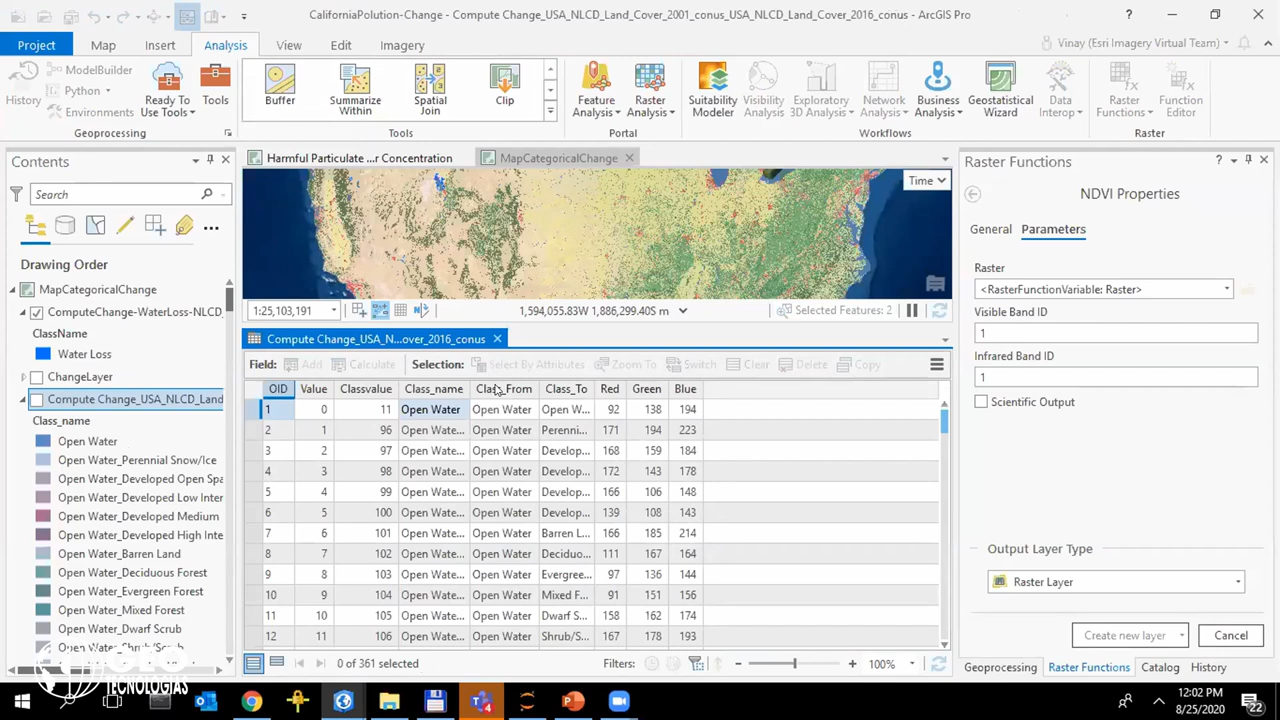 CaliforniaPolution-Change - Compute Change_USA_NLCD_Land_Cover_2001_conus_USA_NLCD_Land_Cover_2016_conus - ArcGIS Pro
Project Map Insert Analysis View Edit Imagery
Vinay (Esri Imagery Virtual Team)
History
ModelBuilder
Python
Environments
Ready To Use Tools
Tools
Geoprocessing
Buffer
Summarize Within
Spatial Join
Clip
Tools
Feature Analysis
Raster Analysis
Portal
Suitability Modeler
Visibility Analysis
Exploratory 3D Analysis
Network Analysis
Business Analysis
Geostatistical Wizard
Data Interop
Workflows
Raster Functions
Function Editor
Raster
Contents
Search
Drawing Order
MapCategoricalChange
ComputeChange-WaterLoss-NLCD_
ClassName
Water Loss
ChangeLayer
Compute Change_USA_NLCD_Land
Class_name
Open Water
Open Water_Perennial Snow/Ice
Open Water_Developed Open Spa
Open Water_Developed Low Inter
Open Water_Developed Medium
Open Water_Developed High Inte
Open Water_Barren Land
Open Water_Deciduous Forest
Open Water_Evergreen Forest
Open Water_Mixed Forest
Open Water_Dwarf Scrub
Open Water_Shrub/Scrub
TECNOLOGÍAS
Harmful Particulate ...r Concentration
MapCategoricalChange
Time
1:25,103,191
1,594,055.83W 1,886,299.40S m
Selected Features: 2
Compute Change_USA_N...over_2016_conus
Field: Add Calculate Selection: Select By Attributes Zoom To Switch Clear Delete Copy
OID Value Classvalue Class_name Class_From Class_To Red Green Blue
1 0 11 Open Water Open Water Open W... 92 138 194
2 1 96 Open Wate... Open Water Perenni... 171 194 223
3 2 97 Open Wate... Open Water Develop... 168 159 184
4 3 98 Open Wate... Open Water Develop... 172 143 178
5 4 99 Open Wate... Open Water Develop... 166 106 148
6 5 100 Open Wate... Open Water Develop... 139 108 143
7 6 101 Open Wate... Open Water Barren L... 166 185 214
8 7 102 Open Wate... Open Water Deciduo... 111 167 164
9 8 103 Open Wate... Open Water Evergree... 97 136 144
10 9 104 Open Wate... Open Water Mixed F... 91 151 156
11 10 105 Open Wate... Open Water Dwarf S... 158 162 174
12 11 106 Open Wate... Open Water Shrub/S... 167 178 193
0 of 361 selected
Filters:
100%
Raster Functions
NDVI Properties
General Parameters
Raster
<RasterFunctionVariable: Raster>
Visible Band ID
1
Infrared Band ID
1
Scientific Output
Output Layer Type
Raster Layer
Create new layer
Cancel
Geoprocessing Raster Functions Catalog History
12:02 PM
8/25/2020
22